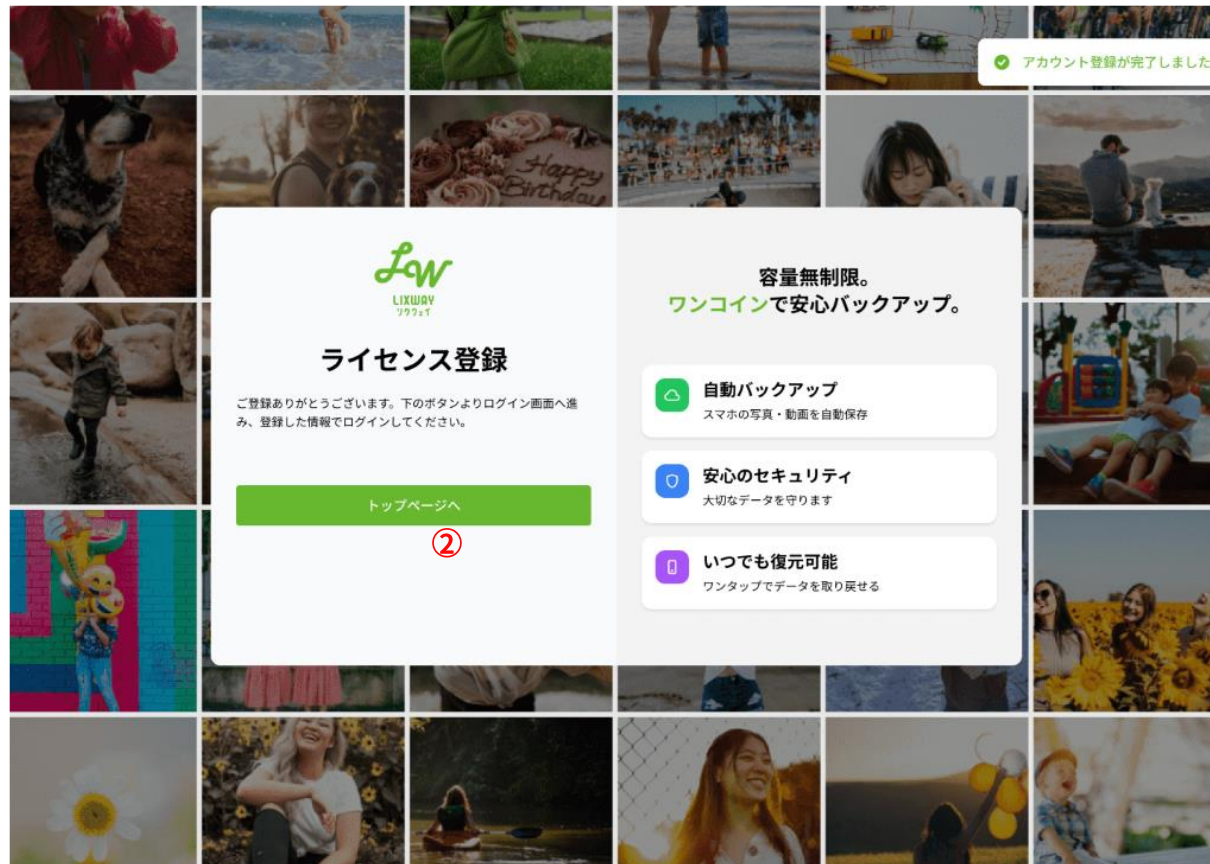 アカウント登録が完了しました
Happy
Birthday
LW
LIXWAY
リクウェイ
ライセンス登録
ご登録ありがとうございます。下のボタンよりログイン画面へ進
み、登録した情報でログインしてください。
トップページへ
②
容量無制限。
ワンコインで安心バックアップ。
自動バックアップ
スマホの写真・動画を自動保存
安心のセキュリティ
大切なデータを守ります
いつでも復元可能
ワンタップでデータを取り戻せる